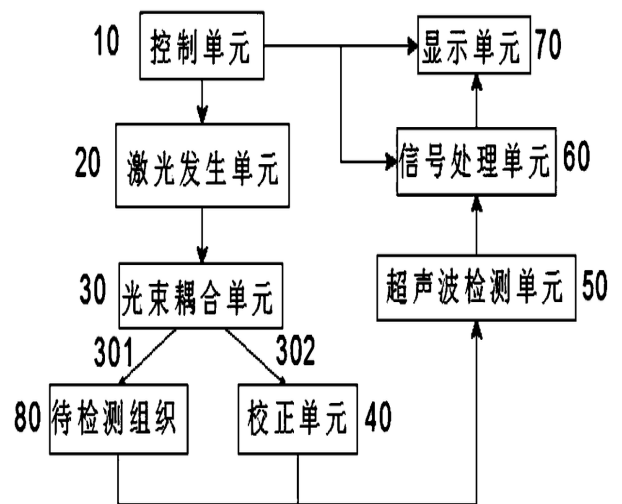 10 控制单元 显示单元 70
20 激光发生单元 信号处理单元 60
30 光束耦合单元 超声波检测单元 50
301 302
80 待检测组织 校正单元 40